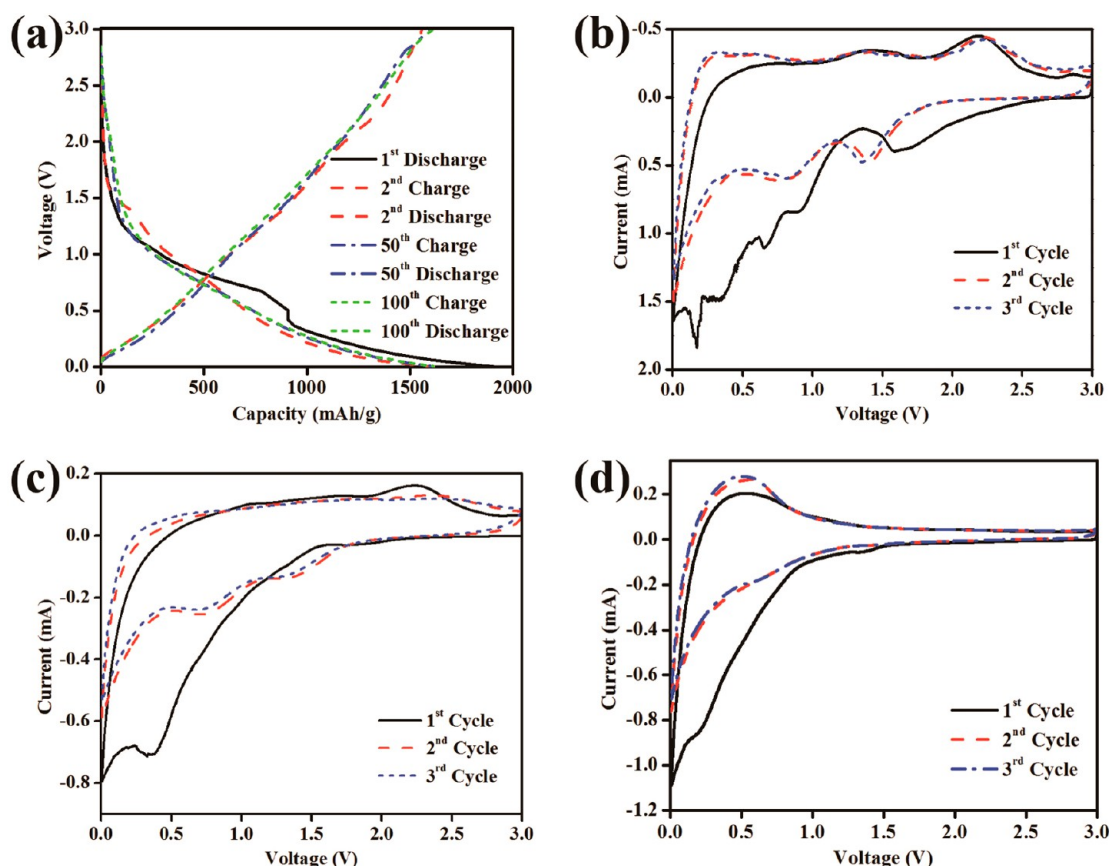 (a)
3.0
2.5
2.0
1.5
1.0
0.5
0.0
Voltage (V)
1st Discharge
2nd Charge
2nd Discharge
50th Charge
50th Discharge
100th Charge
100th Discharge
0 500 1000 1500 2000
Capacity (mAh/g)
(b)
-0.5
0.0
0.5
1.0
1.5
2.0
Current (mA)
1st Cycle
2nd Cycle
3rd Cycle
0.0 0.5 1.0 1.5 2.0 2.5 3.0
Voltage (V)
(c)
0.2
0.0
-0.2
-0.4
-0.6
-0.8
Current (mA)
1st Cycle
2nd Cycle
3rd Cycle
0.0 0.5 1.0 1.5 2.0 2.5 3.0
Voltage (V)
(d)
0.2
0.0
-0.2
-0.4
-0.6
-0.8
-1.0
-1.2
Current (mA)
1st Cycle
2nd Cycle
3rd Cycle
0.0 0.5 1.0 1.5 2.0 2.5 3.0
Voltage (V)